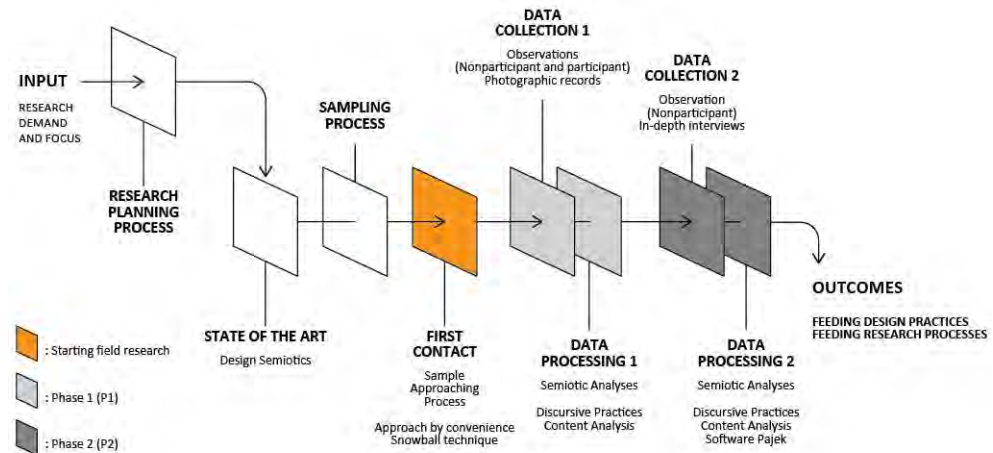 INPUT
RESEARCH
DEMAND
AND FOCUS
RESEARCH
PLANNING
PROCESS
STATE OF THE ART
Design Semiotics
SAMPLING
PROCESS
FIRST
CONTACT
Sample
Approaching
Process
Approach by convenience
Snowball technique
DATA
COLLECTION 1
Observations
(Nonparticipant and participant)
Photographic records
DATA
PROCESSING 1
Semiotic Analyses
Discursive Practices
Content Analysis
DATA
COLLECTION 2
Observation
(Nonparticipant)
In-depth interviews
DATA
PROCESSING 2
Semiotic Analyses
Discursive Practices
Content Analysis
Software Pajek
OUTCOMES
FEEDING DESIGN PRACTICES
FEEDING RESEARCH PROCESSES
: Starting field research
: Phase 1 (P1)
: Phase 2 (P2)